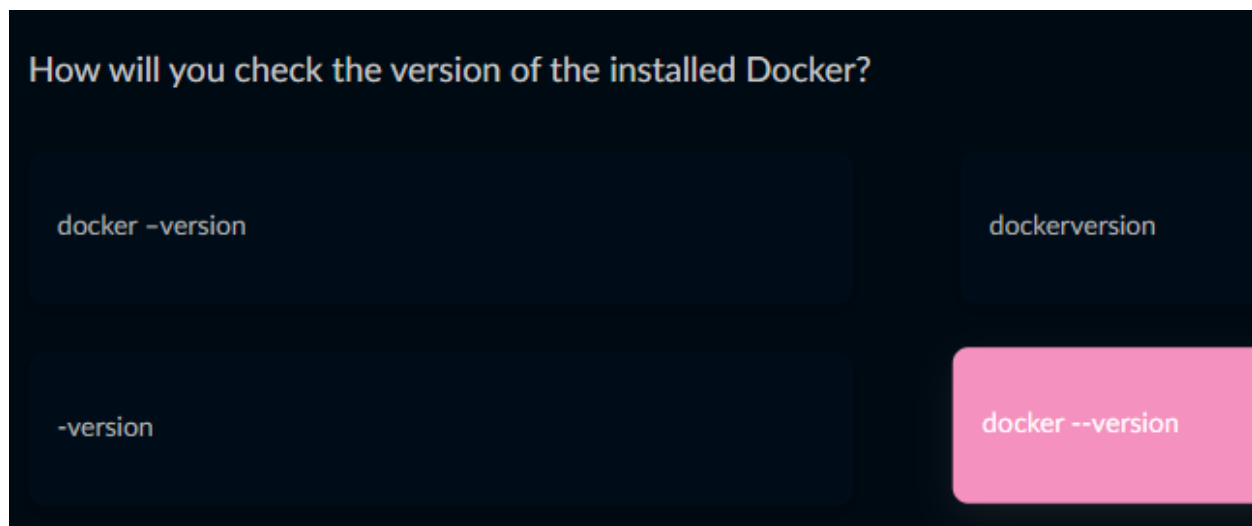 How will you check the version of the installed Docker?
docker –version
dockerversion
-version
docker --version